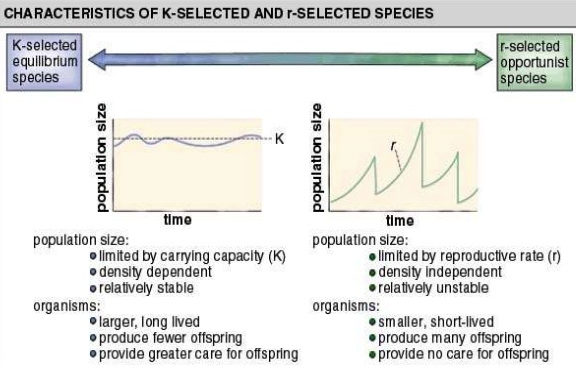 CHARACTERISTICS OF K-SELECTED AND r-SELECTED SPECIES
K-selected
equilibrium
species
r-selected
opportunist
species
population size
K
time
population size
r
time
population size:
limited by carrying capacity (K)
density dependent
relatively stable
organisms:
larger, long lived
produce fewer offspring
provide greater care for offspring
population size:
limited by reproductive rate (r)
density independent
relatively unstable
organisms:
smaller, short-lived
produce many offspring
provide no care for offspring